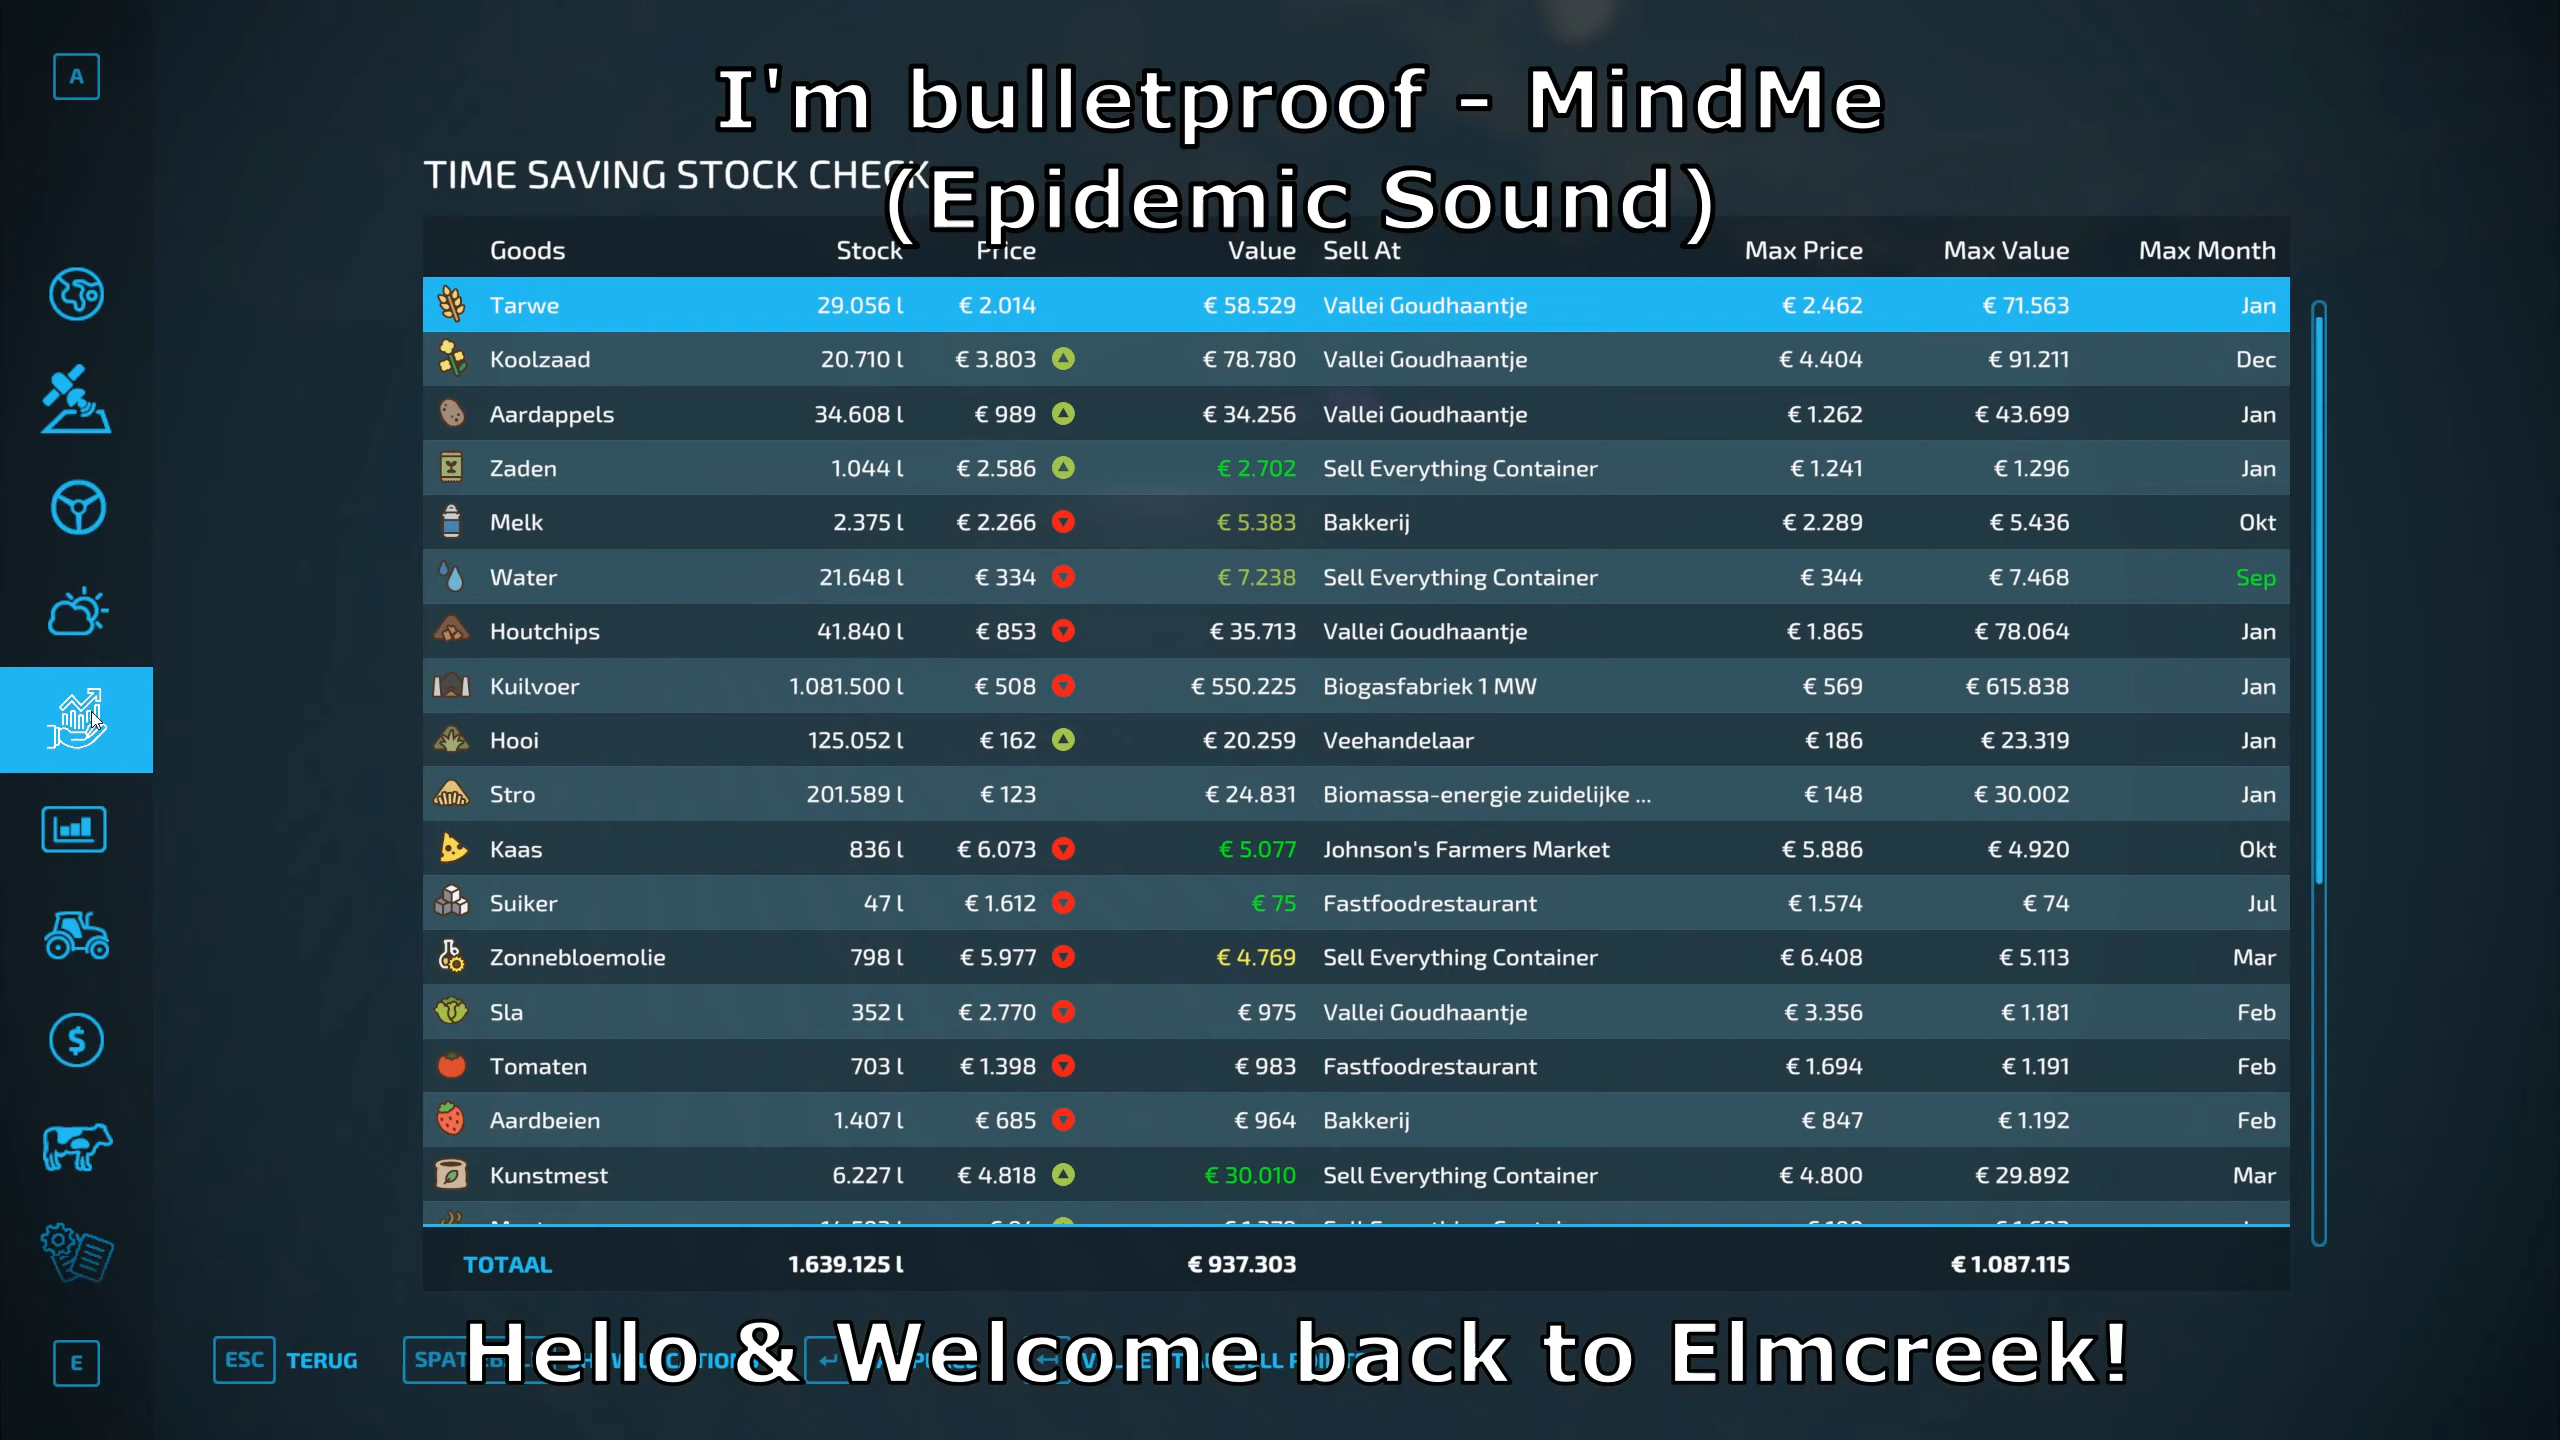 A
I'm bulletproof - MindMe
(Epidemic Sound)
TIME SAVING STOCK CHECK
Goods Stock Price Value Sell At Max Price Max Value Max Month
Tarwe 29.056 l € 2.014 € 58.529 Vallei Goudhaantje € 2.462 € 71.563 Jan
Koolzaad 20.710 l € 3.803 € 78.780 Vallei Goudhaantje € 4.404 € 91.211 Dec
Aardappels 34.608 l € 989 € 34.256 Vallei Goudhaantje € 1.262 € 43.699 Jan
Zaden 1.044 l € 2.586 € 2.702 Sell Everything Container € 1.241 € 1.296 Jan
Melk 2.375 l € 2.266 € 5.383 Bakkerij € 2.289 € 5.436 Okt
Water 21.648 l € 334 € 7.238 Sell Everything Container € 344 € 7.468 Sep
Houtchips 41.840 l € 853 € 35.713 Vallei Goudhaantje € 1.865 € 78.064 Jan
Kuilvoer 1.081.500 l € 508 € 550.225 Biogasfabriek 1 MW € 569 € 615.838 Jan
Hooi 125.052 l € 162 € 20.259 Veehandelaar € 186 € 23.319 Jan
Stro 201.589 l € 123 € 24.831 Biomassa-energie zuidelijke ... € 148 € 30.002 Jan
Kaas 836 l € 6.073 € 5.077 Johnson's Farmers Market € 5.886 € 4.920 Okt
Suiker 47 l € 1.612 € 75 Fastfoodrestaurant € 1.574 € 74 Jul
Zonnebloemolie 798 l € 5.977 € 4.769 Sell Everything Container € 6.408 € 5.113 Mar
Sla 352 l € 2.770 € 975 Vallei Goudhaantje € 3.356 € 1.181 Feb
Tomaten 703 l € 1.398 € 983 Fastfoodrestaurant € 1.694 € 1.191 Feb
Aardbeien 1.407 l € 685 € 964 Bakkerij € 847 € 1.192 Feb
Kunstmest 6.227 l € 4.818 € 30.010 Sell Everything Container € 4.800 € 29.892 Mar
TOTAAL 1.639.125 l € 937.303 € 1.087.115
Hello & Welcome back to Elmcreek!
E ESC TERUG